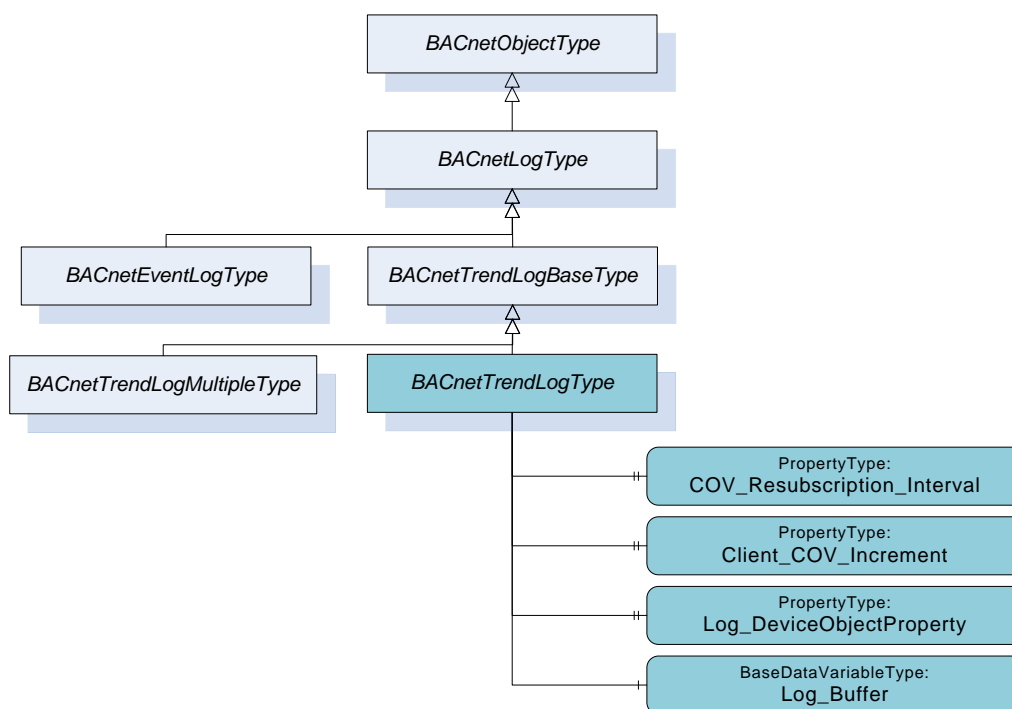 BACnetObjectType
BACnetLogType
BACnetEventLogType
BACnetTrendLogBaseType
BACnetTrendLogMultipleType
BACnetTrendLogType
PropertyType:
COV_Resubscription_Interval
PropertyType:
Client_COV_Increment
PropertyType:
Log_DeviceObjectProperty
BaseDataVariableType:
Log_Buffer